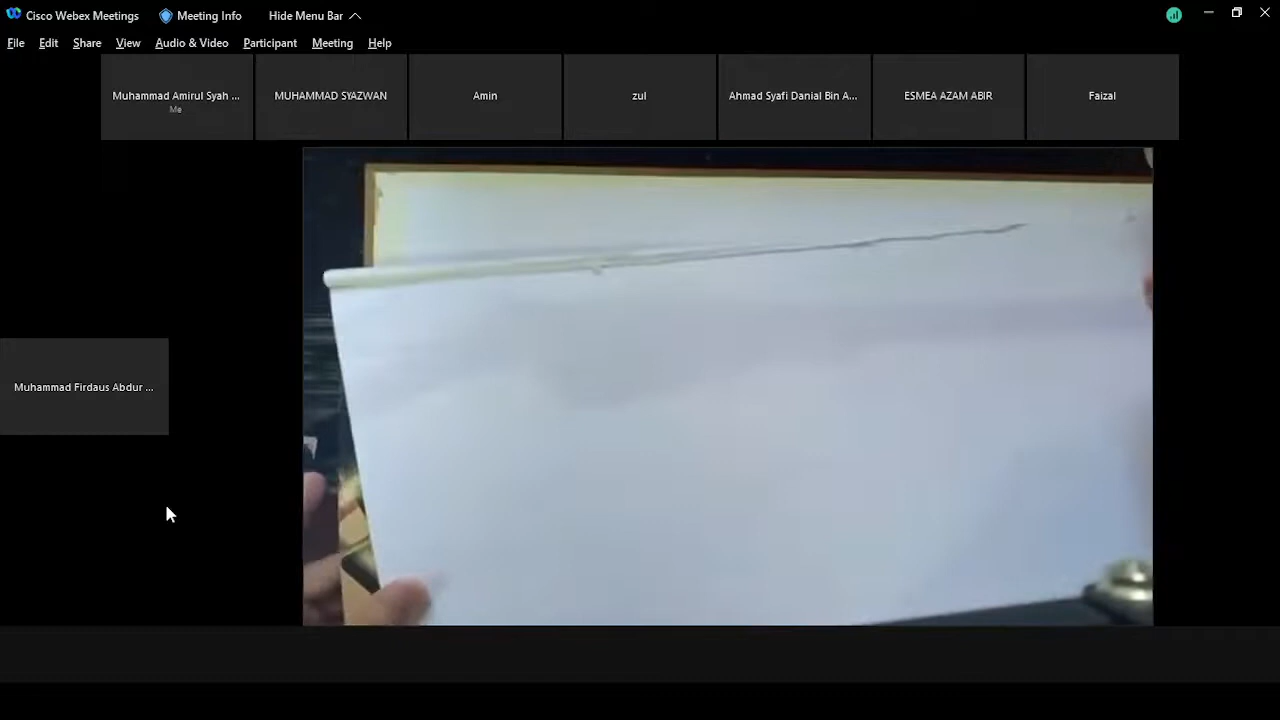 Cisco Webex Meetings Meeting Info Hide Menu Bar
File Edit Share View Audio & Video Participant Meeting Help
Muhammad Amirul Syah ...
Me
MUHAMMAD SYAZWAN
Amin
zul
Ahmad Syafi Danial Bin A...
ESMEA AZAM ABIR
Faizal
Muhammad Firdaus Abdur ...